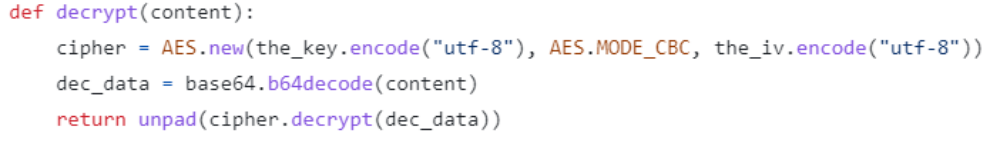 def decrypt(content):
    cipher = AES.new(the_key.encode("utf-8"), AES.MODE_CBC, the_iv.encode("utf-8"))
    dec_data = base64.b64decode(content)
    return unpad(cipher.decrypt(dec_data))